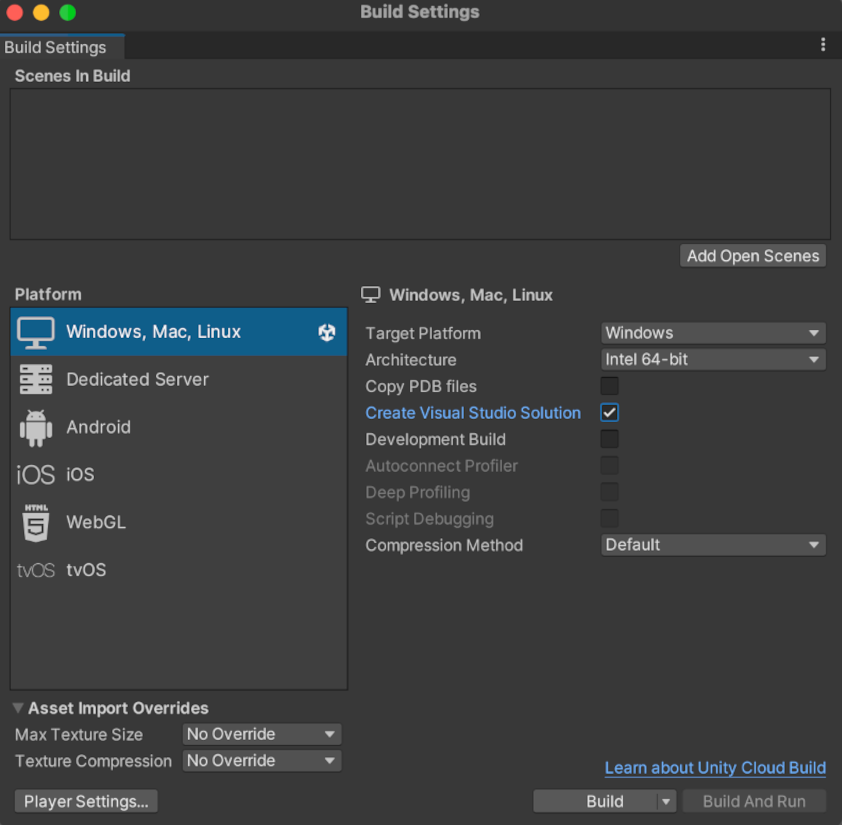 Build Settings
Build Settings
Scenes In Build
Add Open Scenes
Platform
Windows, Mac, Linux
Dedicated Server
Android
iOS iOS
HTML
5 WebGL
tvOS tvOS
Windows, Mac, Linux
Target Platform Windows
Architecture Intel 64-bit
Copy PDB files
Create Visual Studio Solution
Development Build
Autoconnect Profiler
Deep Profiling
Script Debugging
Compression Method Default
Asset Import Overrides
Max Texture Size No Override
Texture Compression No Override
Learn about Unity Cloud Build
Player Settings... Build Build And Run